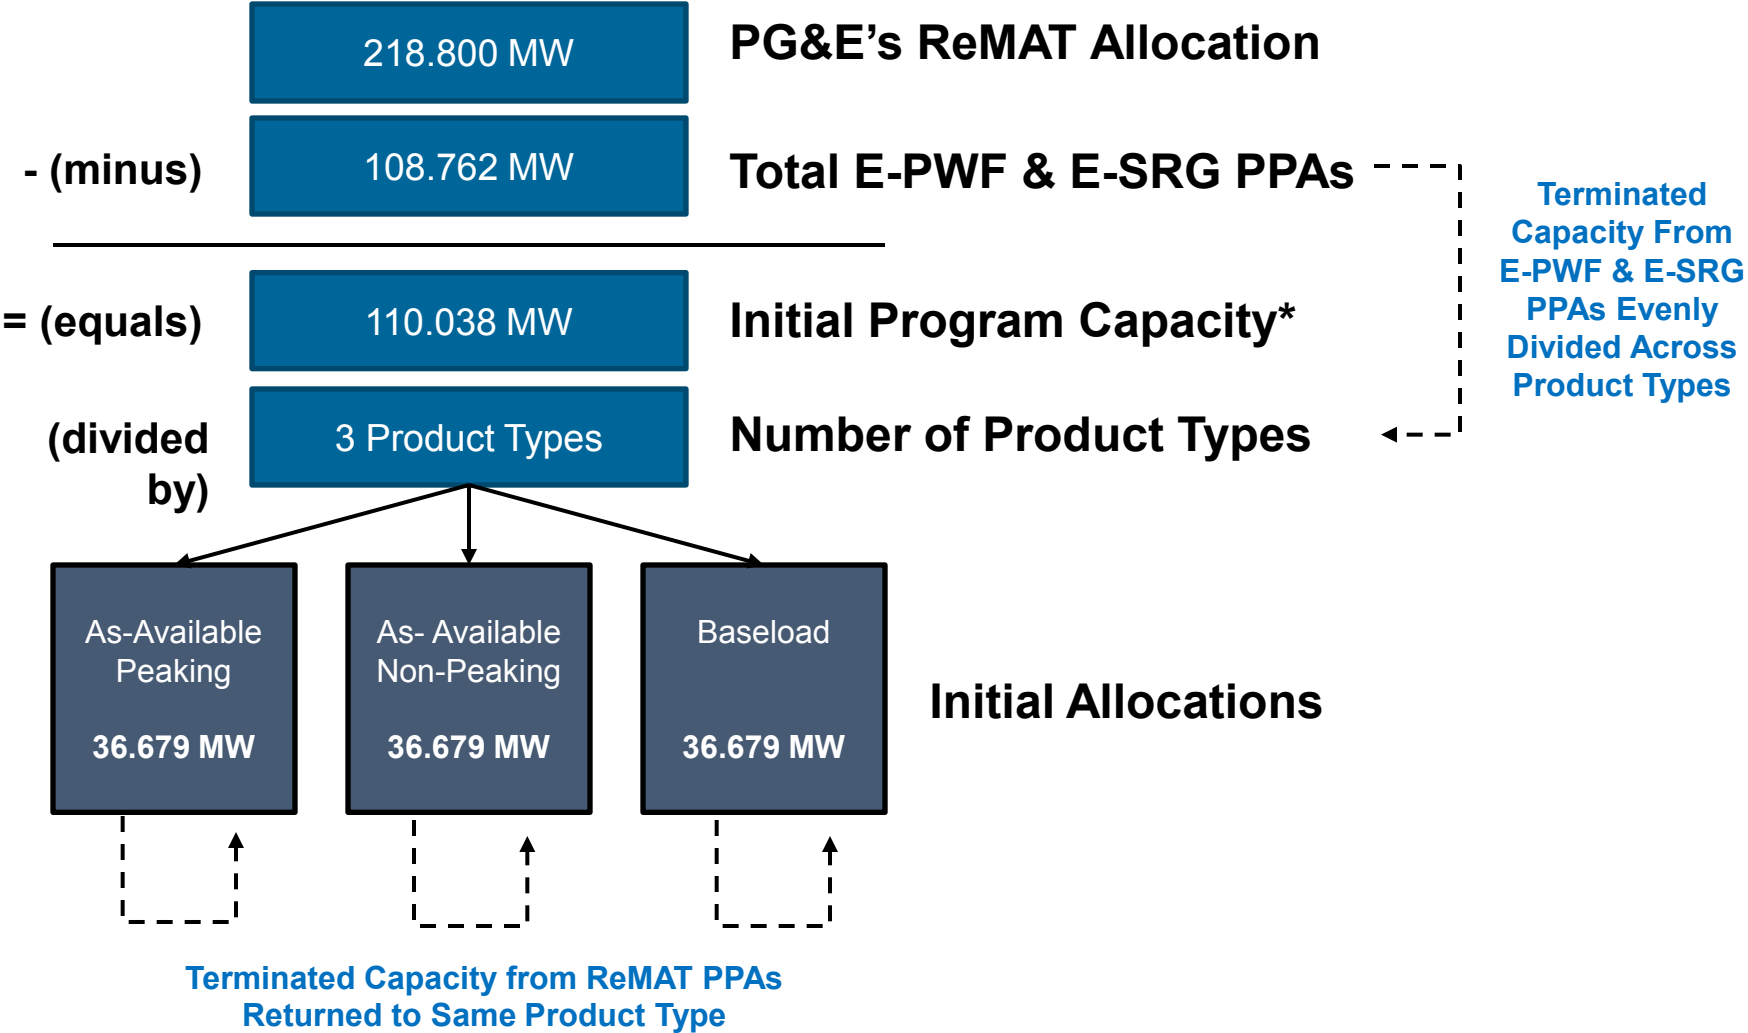 218.800 MW
PG&E’s ReMAT Allocation
- (minus)
108.762 MW
Total E-PWF & E-SRG PPAs
Terminated
Capacity From
E-PWF & E-SRG
PPAs Evenly
Divided Across
Product Types
= (equals)
110.038 MW
Initial Program Capacity*
(divided
by)
3 Product Types
Number of Product Types
As-Available
Peaking
36.679 MW
As- Available
Non-Peaking
36.679 MW
Baseload
36.679 MW
Initial Allocations
Terminated Capacity from ReMAT PPAs
Returned to Same Product Type